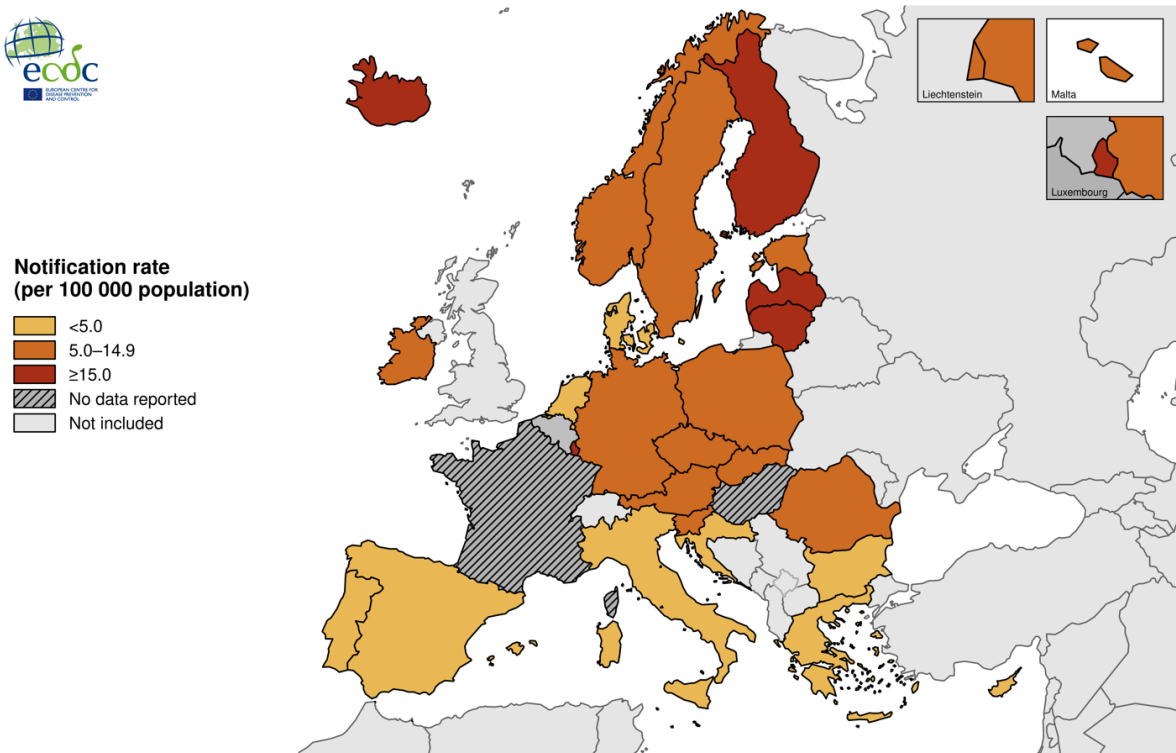 ecdc
EUROPEAN CENTRE FOR
DISEASE PREVENTION
AND CONTROL
Liechtenstein
Malta
Luxembourg
Notification rate
(per 100 000 population)
<5.0
5.0–14.9
≥15.0
No data reported
Not included